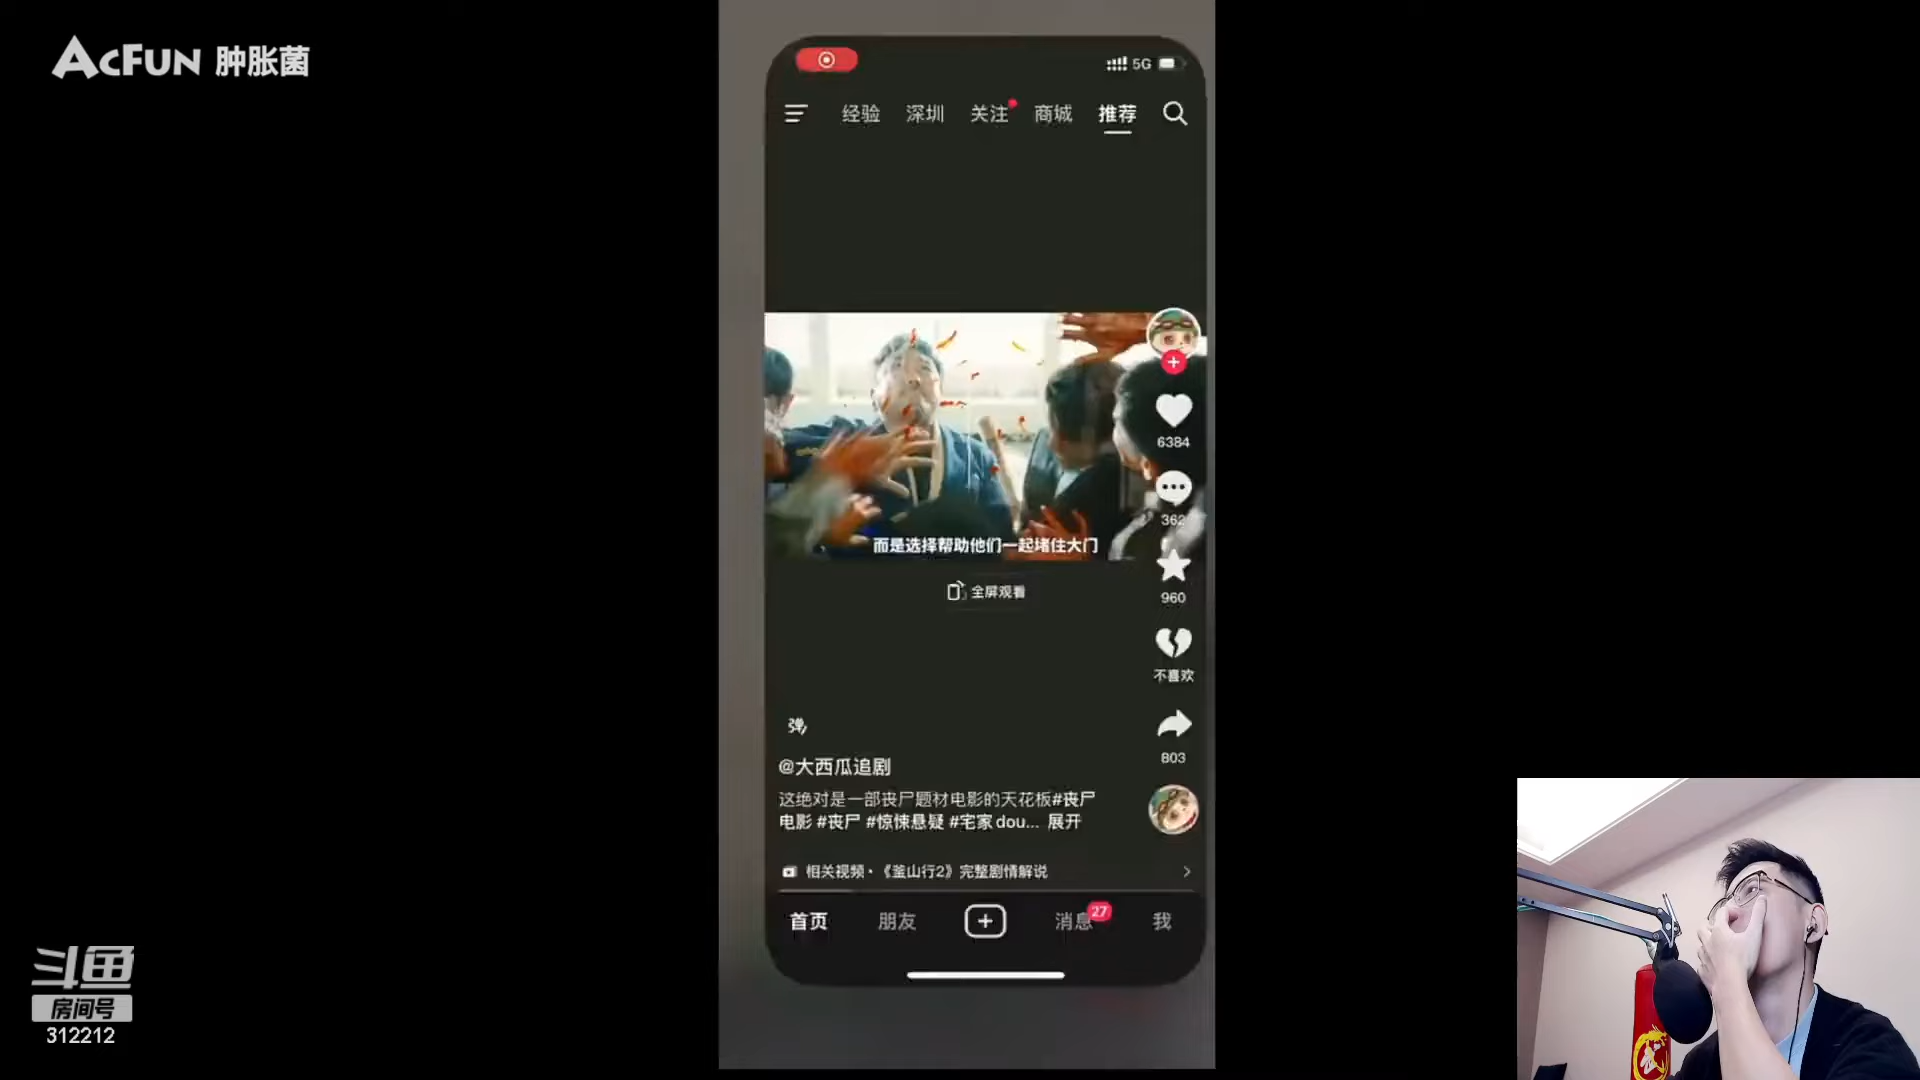 ACFUN 肿胀菌
5G
经验 深圳 关注 商城 推荐
6384
而是选择帮助他们一起堵住大门
362
全屏观看
960
不喜欢
弹
803
@大西瓜追剧
这绝对是一部丧尸题材电影的天花板#丧尸
电影 #丧尸 #惊悚悬疑 #宅家dou... 展开
相关视频·《釜山行2》完整剧情解说
首页 朋友 消息 27 我
斗鱼
房间号
312212